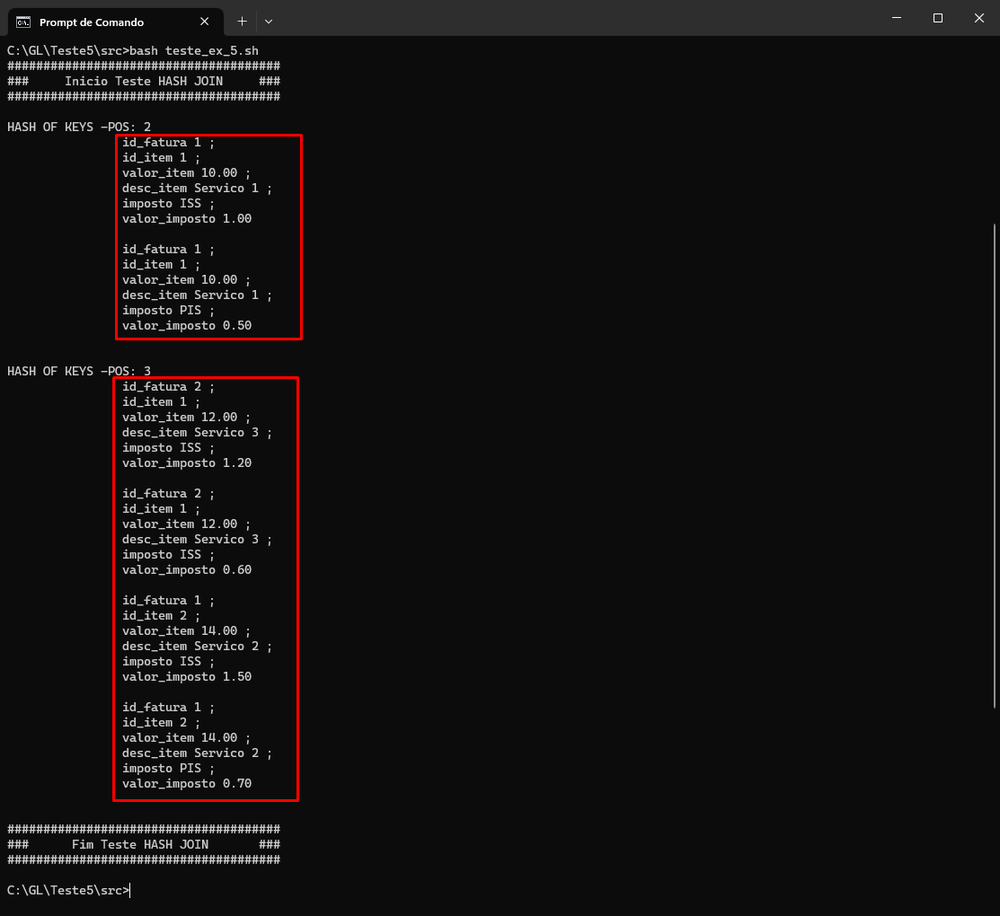 Prompt de Comando
C:\GL\Teste5\src>bash teste_ex_5.sh
######################################
###     Inicio Teste HASH JOIN     ###
######################################
HASH OF KEYS -POS: 2
id_fatura 1 ;
id_item 1 ;
valor_item 10.00 ;
desc_item Servico 1 ;
imposto ISS ;
valor_imposto 1.00
id_fatura 1 ;
id_item 1 ;
valor_item 10.00 ;
desc_item Servico 1 ;
imposto PIS ;
valor_imposto 0.50
HASH OF KEYS -POS: 3
id_fatura 2 ;
id_item 1 ;
valor_item 12.00 ;
desc_item Servico 3 ;
imposto ISS ;
valor_imposto 1.20
id_fatura 2 ;
id_item 1 ;
valor_item 12.00 ;
desc_item Servico 3 ;
imposto ISS ;
valor_imposto 0.60
id_fatura 1 ;
id_item 2 ;
valor_item 14.00 ;
desc_item Servico 2 ;
imposto ISS ;
valor_imposto 1.50
id_fatura 1 ;
id_item 2 ;
valor_item 14.00 ;
desc_item Servico 2 ;
imposto PIS ;
valor_imposto 0.70
######################################
###      Fim Teste HASH JOIN       ###
######################################
C:\GL\Teste5\src>